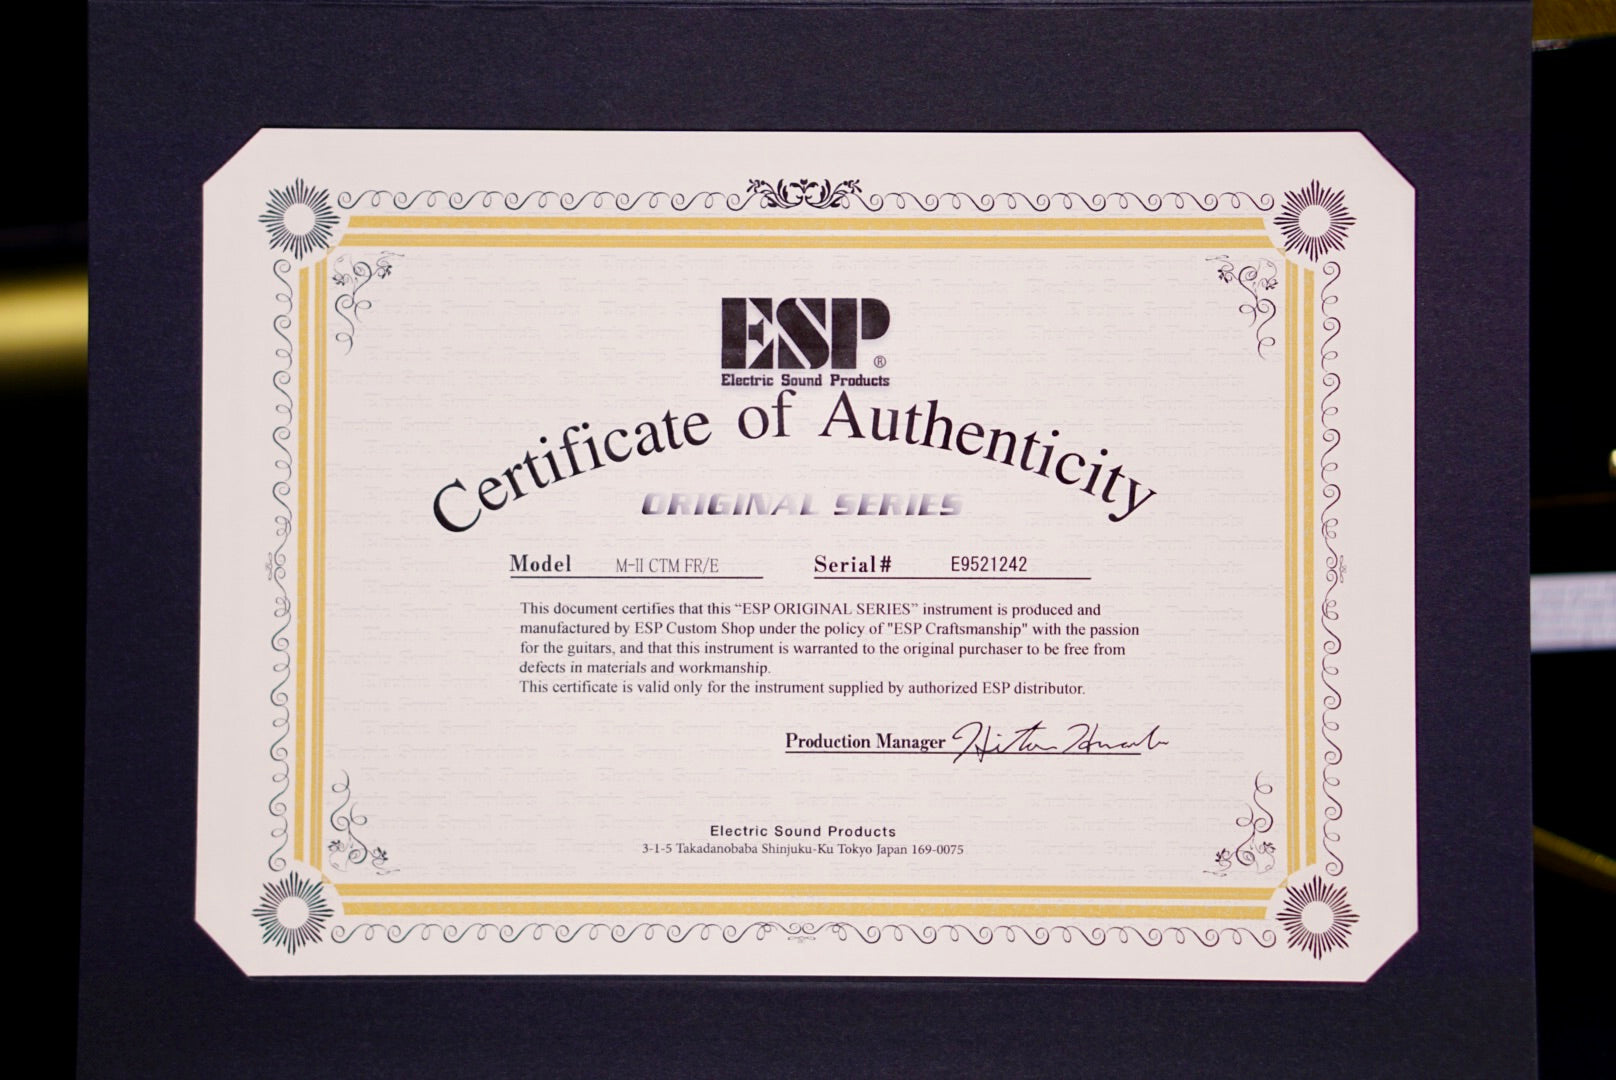 ESP®
Electric Sound Products
Certificate of Authenticity
ORIGINAL SERIES
Model M-II CTM FR/E Serial# E9521242
This document certifies that this “ESP ORIGINAL SERIES” instrument is produced and
manufactured by ESP Custom Shop under the policy of "ESP Craftsmanship" with the passion
for the guitars, and that this instrument is warranted to the original purchaser to be free from
defects in materials and workmanship.
This certificate is valid only for the instrument supplied by authorized ESP distributor.
Production Manager
Electric Sound Products
3-1-5 Takadanobaba Shinjuku-Ku Tokyo Japan 169-0075